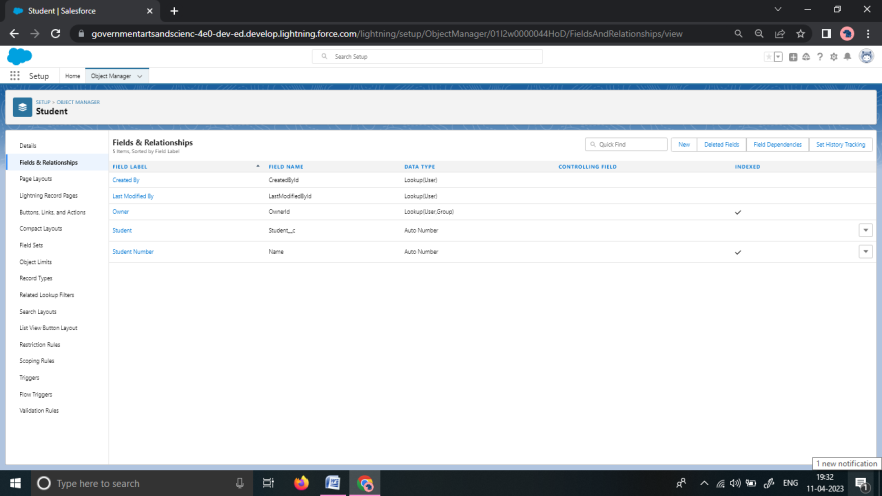 Student | Salesforce
governmentartsandscienc-4e0-dev-ed.develop.lightning.force.com/lightning/setup/ObjectManager/01I2w0000044HoD/FieldsAndRelationships/view
Search Setup
Setup Home Object Manager
SETUP > OBJECT MANAGER
Student
Details
Fields & Relationships
Page Layouts
Lightning Record Pages
Buttons, Links, and Actions
Compact Layouts
Field Sets
Object Limits
Record Types
Related Lookup Filters
Search Layouts
List View Button Layout
Restriction Rules
Scoping Rules
Triggers
Flow Triggers
Validation Rules
Fields & Relationships
5 Items, Sorted by Field Label
Quick Find New Deleted Fields Field Dependencies Set History Tracking
FIELD LABEL FIELD NAME DATA TYPE CONTROLLING FIELD INDEXED
Created By CreatedById Lookup(User)
Last Modified By LastModifiedById Lookup(User)
Owner OwnerId Lookup(User,Group)
Student Student__c Auto Number
Student Number Name Auto Number
1 new notification
Type here to search
ENG
19:32
11-04-2023
1